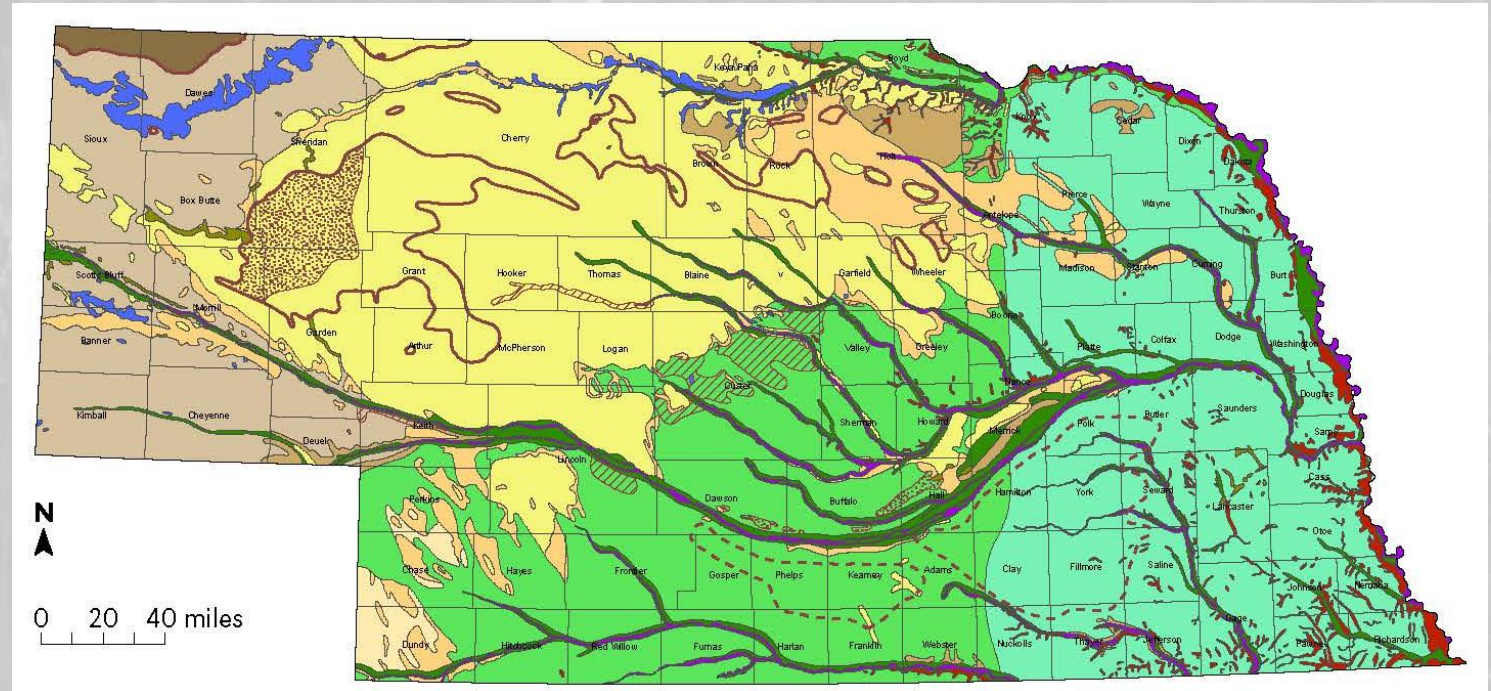 Boyd
Keya Paha
Dawes
Knox
Cedar
Sioux
Sheridan
Cherry
Dixon
Brown
Rock
Holt
Dakota
Pierce
Box Butte
Wayne
Thurston
Antelope
Scotts Bluff
Grant
Hooker
Thomas
Blaine
v
Garfield
Wheeler
Madison
Stanton
Cuming
Burt
Morrill
Garden
Boone
Banner
Arthur
McPherson
Logan
Valley
Greeley
Platte
Colfax
Dodge
Washington
Custer
Nance
Kimball
Cheyenne
Douglas
Butler
Saunders
Deuel
Keith
Sherman
Howard
Merrick
Polk
Sarpy
Lincoln
Cass
Perkins
Dawson
Buffalo
Hall
Hamilton
York
Seward
Lancaster
N
Otoe
Chase
Hayes
Frontier
Gosper
Phelps
Kearney
Adams
Clay
Fillmore
Saline
Johnson
Nemaha
0 20 40 miles
Gage
Dundy
Hitchcock
Red Willow
Furnas
Harlan
Franklin
Webster
Nuckolls
Thayer
Jefferson
Pawnee
Richardson